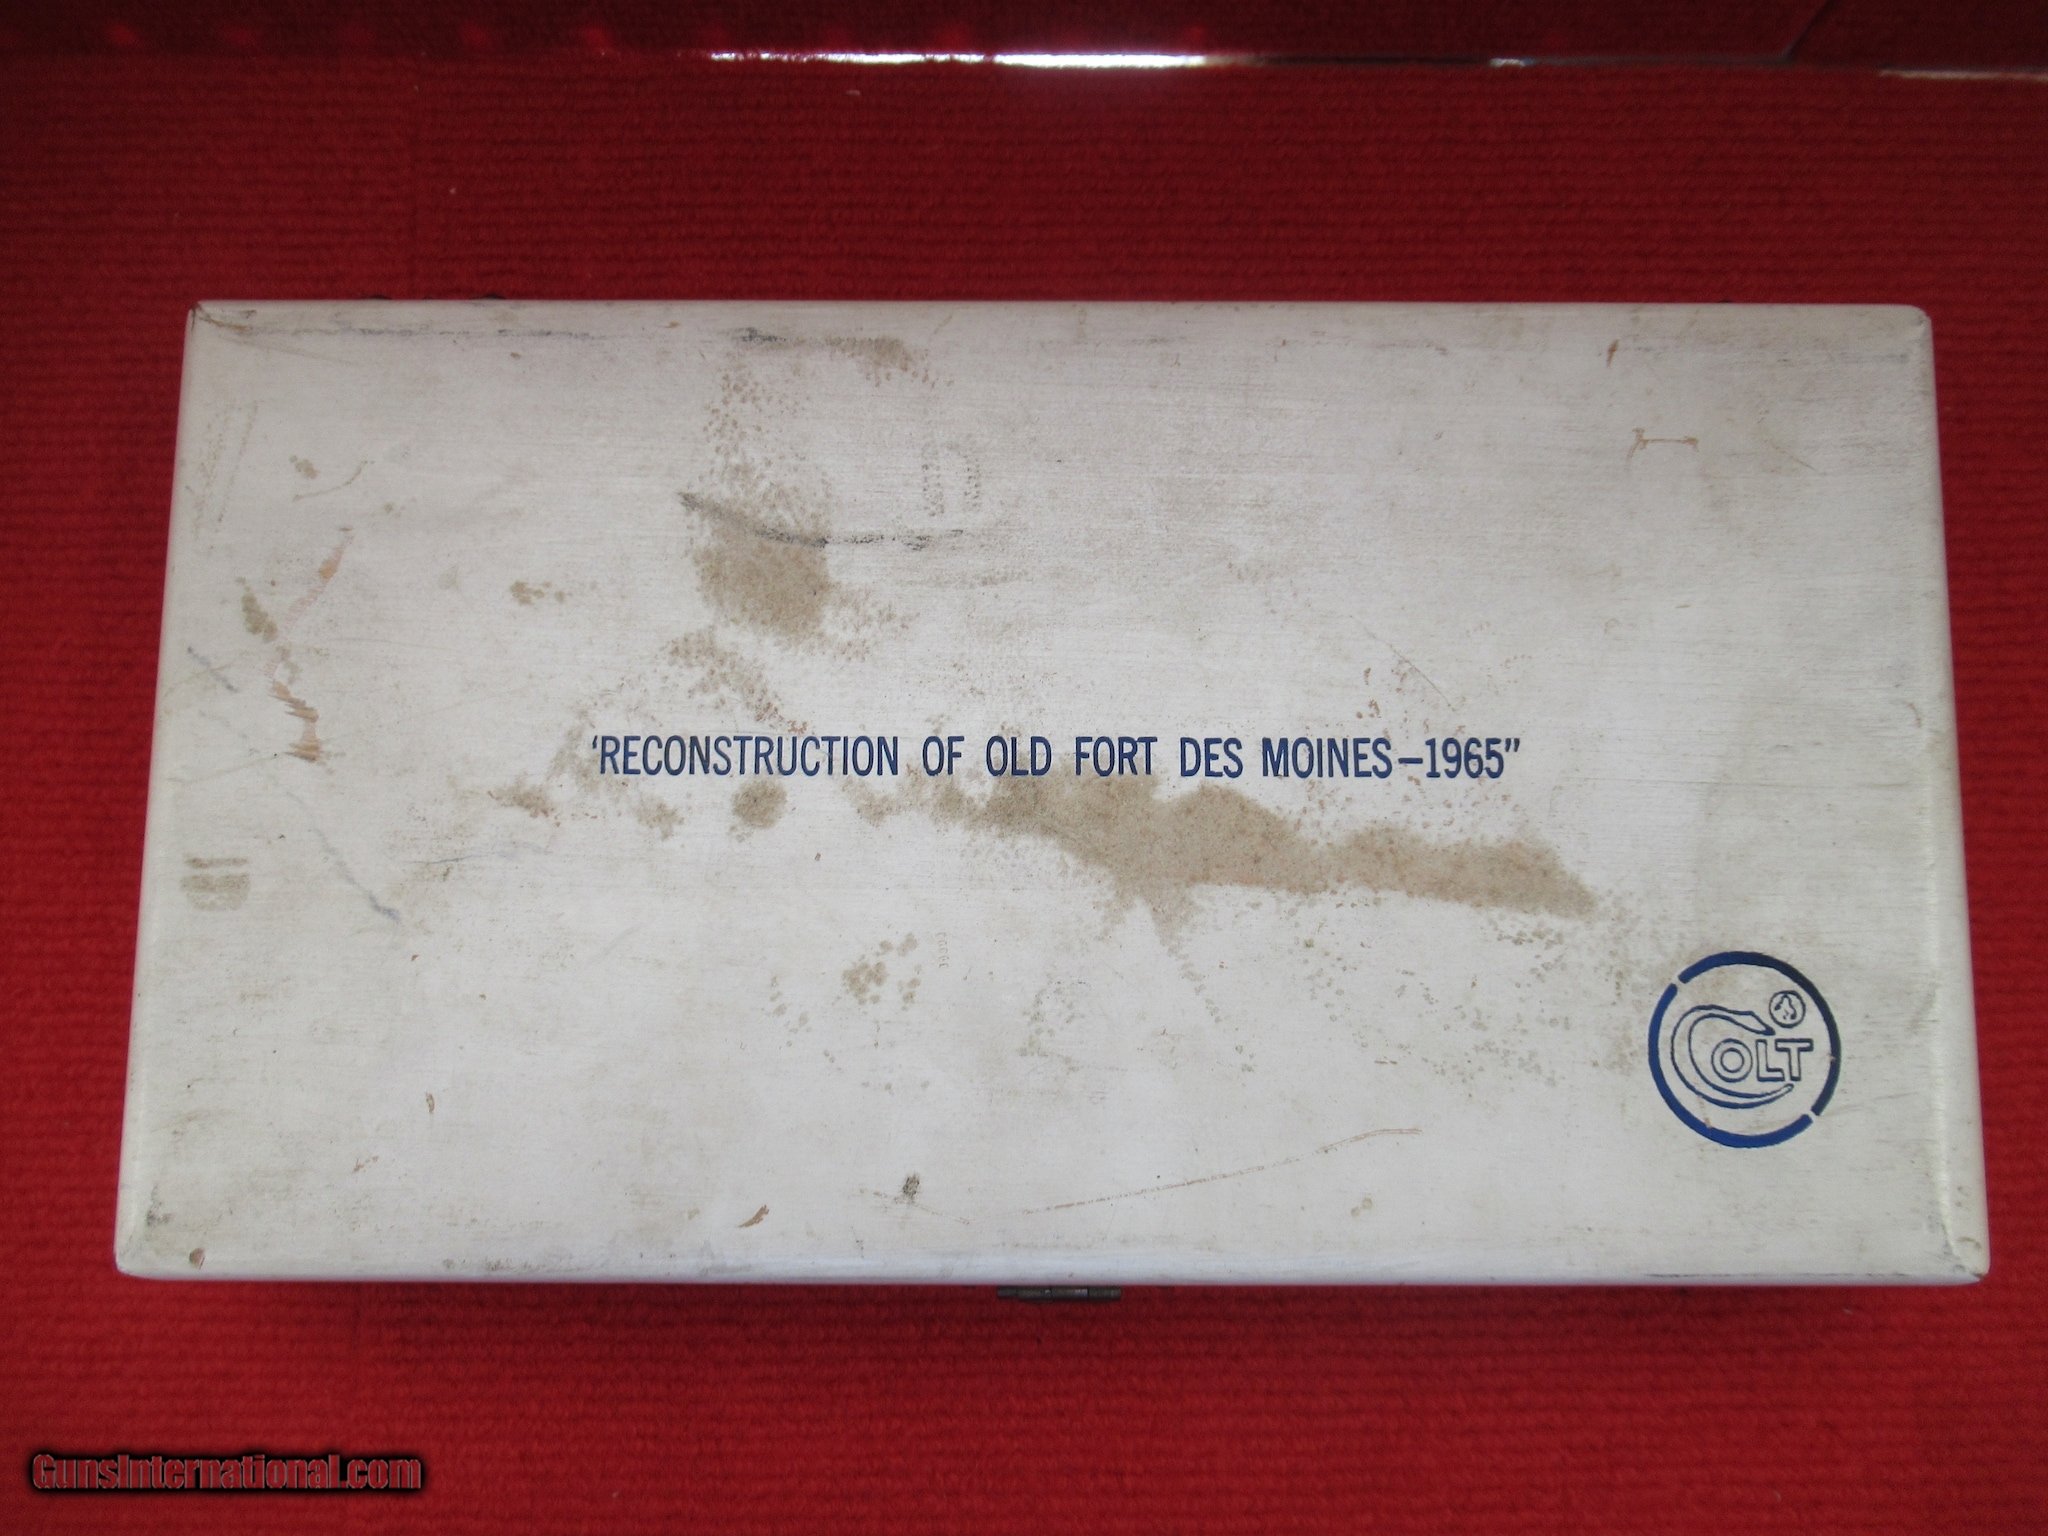 ‘RECONSTRUCTION OF OLD FORT DES MOINES—1965”
COLT
GunsInternational.com